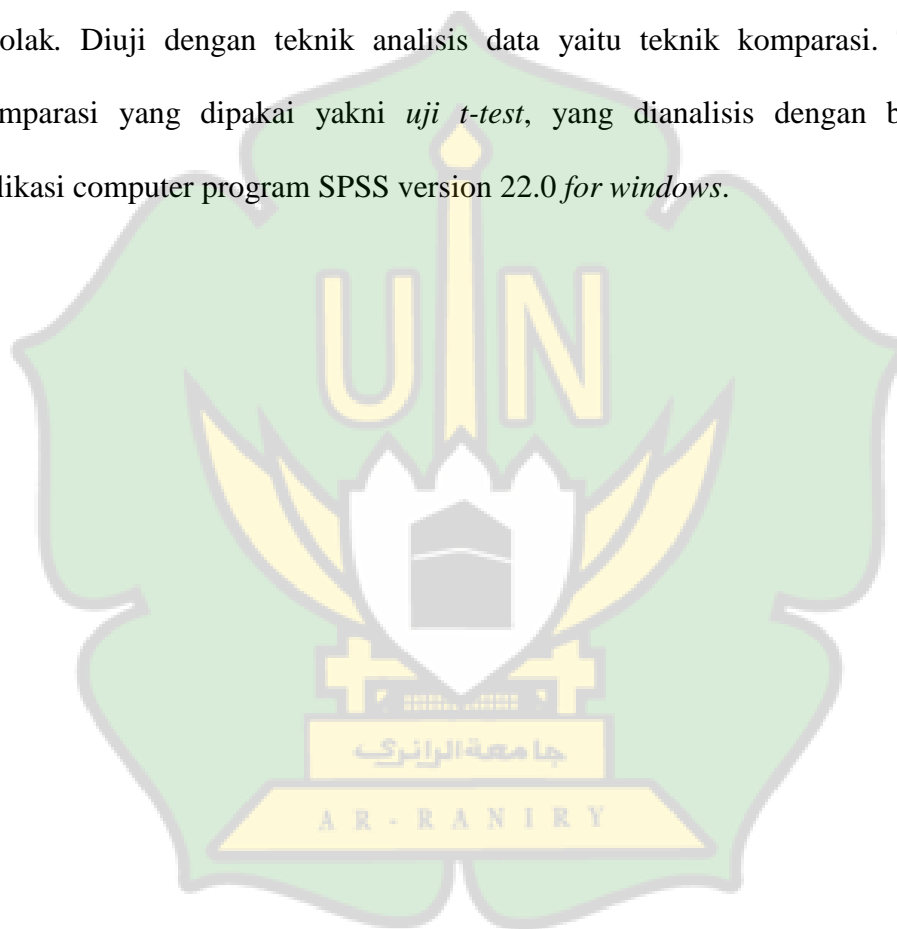 olak. Diuji dengan teknik analisis data yaitu teknik komparasi.
mparasi yang dipakai yakni uji t-test, yang dianalisis dengan b
likasi computer program SPSS version 22.0 for windows.
UIN
جامعة الرانري
AR-RANIRY